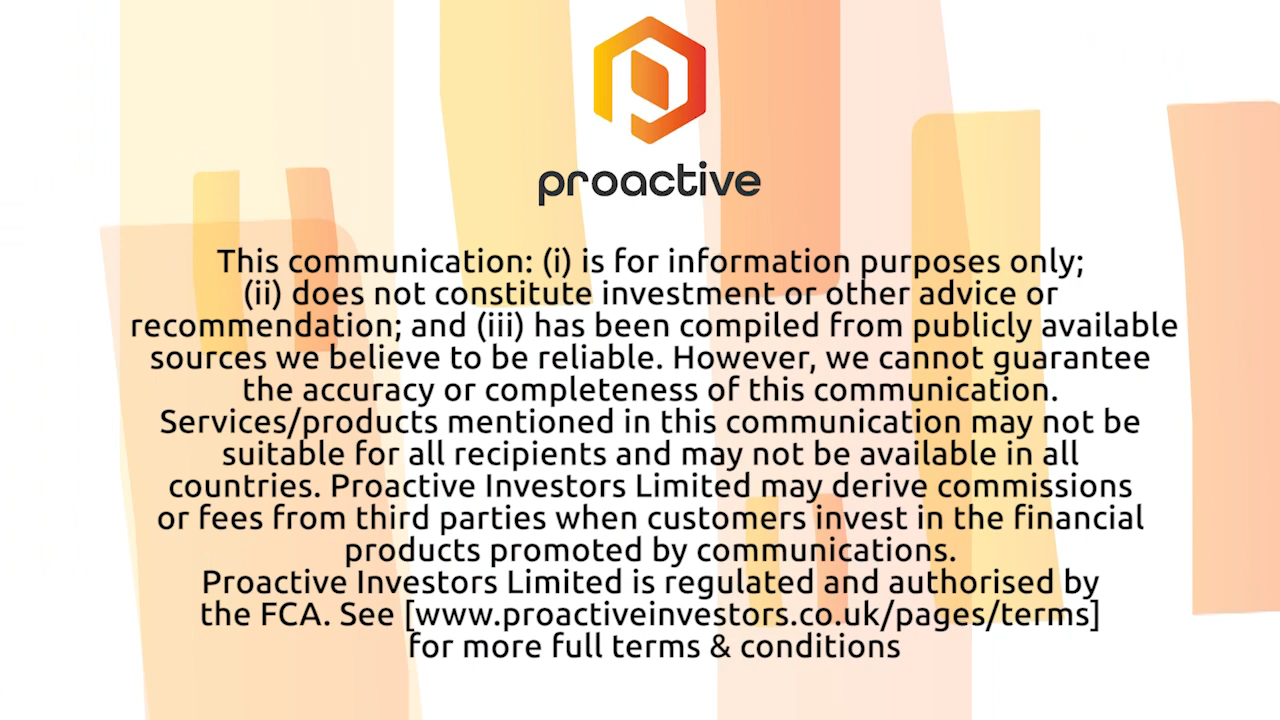 proactive
This communication: (i) is for information purposes only;
(ii) does not constitute investment or other advice or
recommendation; and (iii) has been compiled from publicly available
sources we believe to be reliable. However, we cannot guarantee
the accuracy or completeness of this communication.
Services/products mentioned in this communication may not be
suitable for all recipients and may not be available in all
countries. Proactive Investors Limited may derive commissions
or fees from third parties when customers invest in the financial
products promoted by communications.
Proactive Investors Limited is regulated and authorised by
the FCA. See [www.proactiveinvestors.co.uk/pages/terms]
for more full terms & conditions